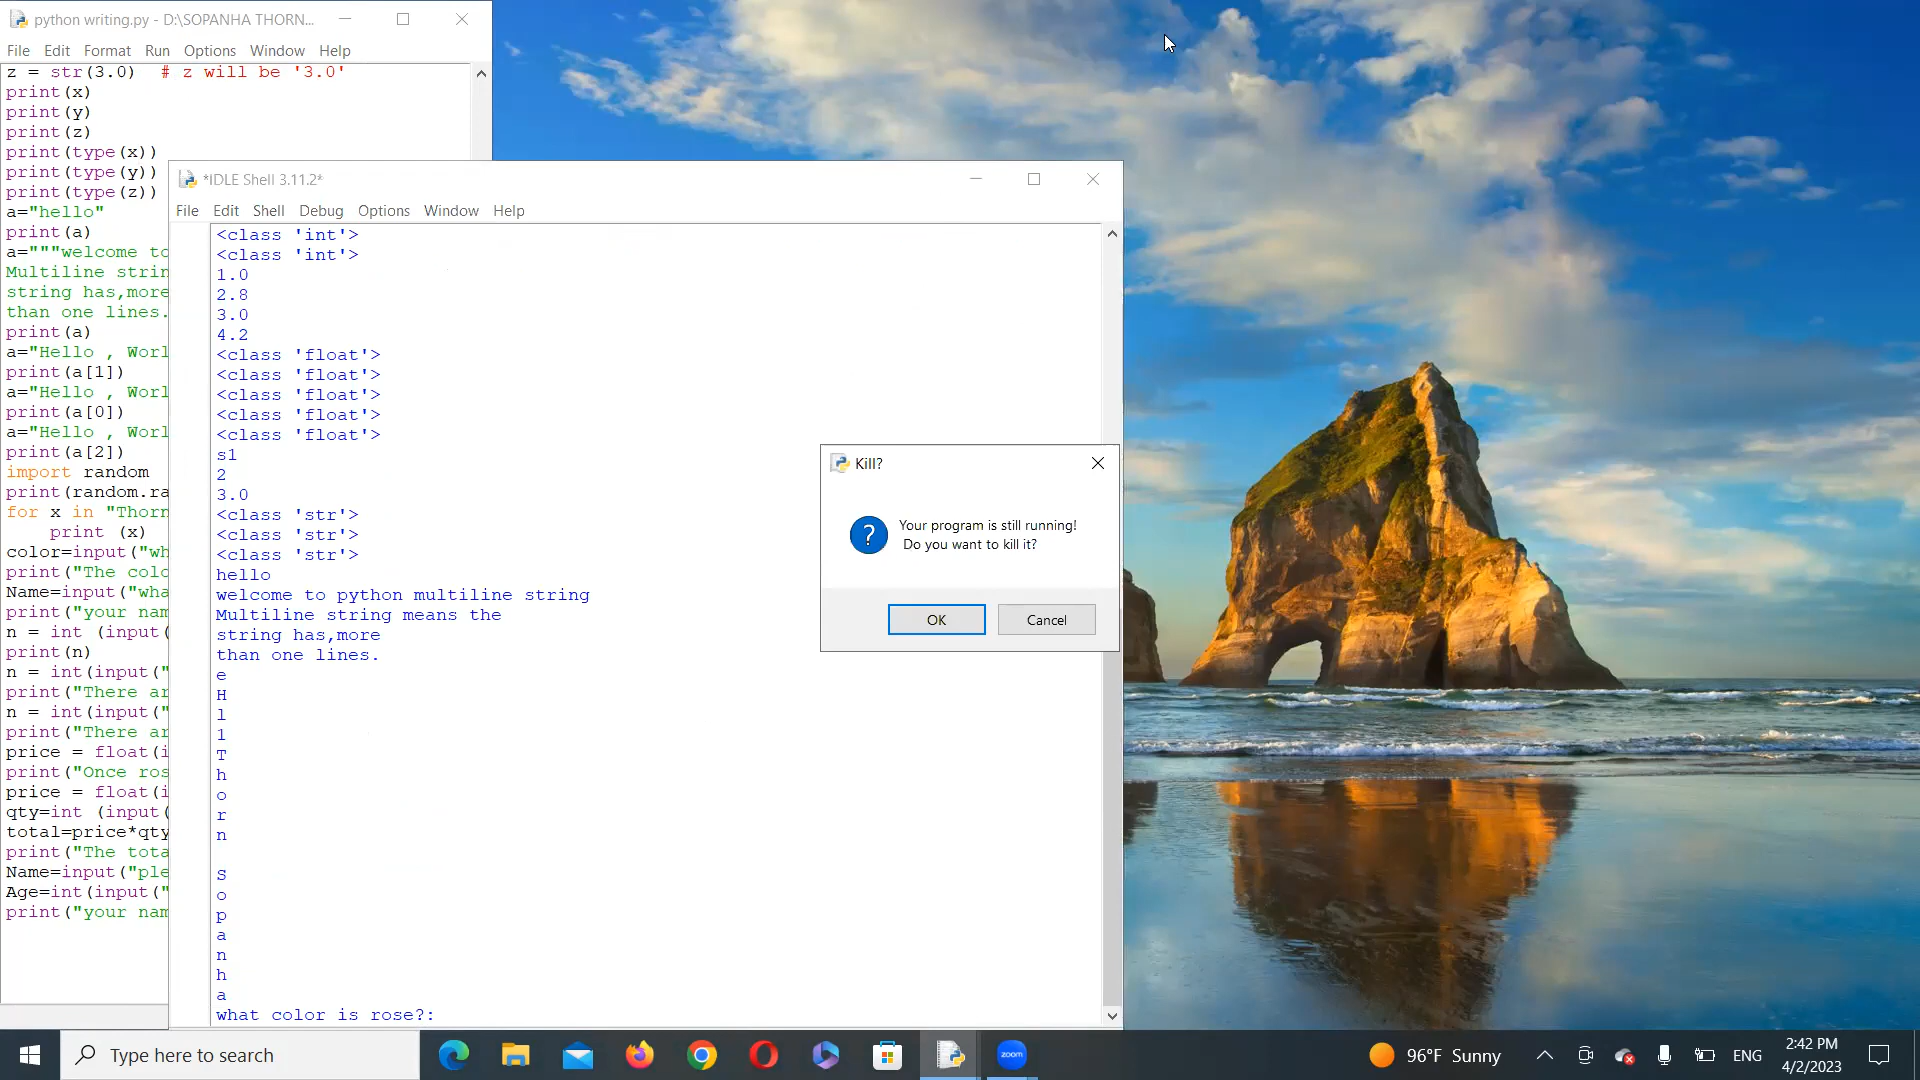 python writing.py - D:\SOPANHA THORN...
File Edit Format Run Options Window Help
z = str(3.0)  # z will be '3.0'
print(x)
print(y)
print(z)
print(type(x))
print(type(y))
print(type(z))
a="hello"
print(a)
a="""welcome to
Multiline strin
string has,more
than one lines.
print(a)
a="Hello , Worl
print(a[1])
a="Hello , Worl
print(a[0])
a="Hello , Worl
print(a[2])
import random
print(random.ra
for x in "Thorn
    print (x)
color=input("wh
print("The colo
Name=input("wha
print("your nam
n = int (input(
print(n)
n = int(input("
print("There ar
n = int(input("
print("There ar
price = float(i
print("Once ros
price = float(i
qty=int (input(
total=price*qty
print("The tota
Name=input("ple
Age=int(input("
print("your nam
*IDLE Shell 3.11.2*
File Edit Shell Debug Options Window Help
<class 'int'>
<class 'int'>
1.0
2.8
3.0
4.2
<class 'float'>
<class 'float'>
<class 'float'>
<class 'float'>
<class 'float'>
s1
2
3.0
<class 'str'>
<class 'str'>
<class 'str'>
hello
welcome to python multiline string
Multiline string means the
string has,more
than one lines.
e
H
l
1
T
h
o
r
n
S
o
p
a
n
h
a
what color is rose?:
Kill?
Your program is still running!
Do you want to kill it?
OK Cancel
Type here to search
zoom
96°F Sunny
ENG
2:42 PM
4/2/2023